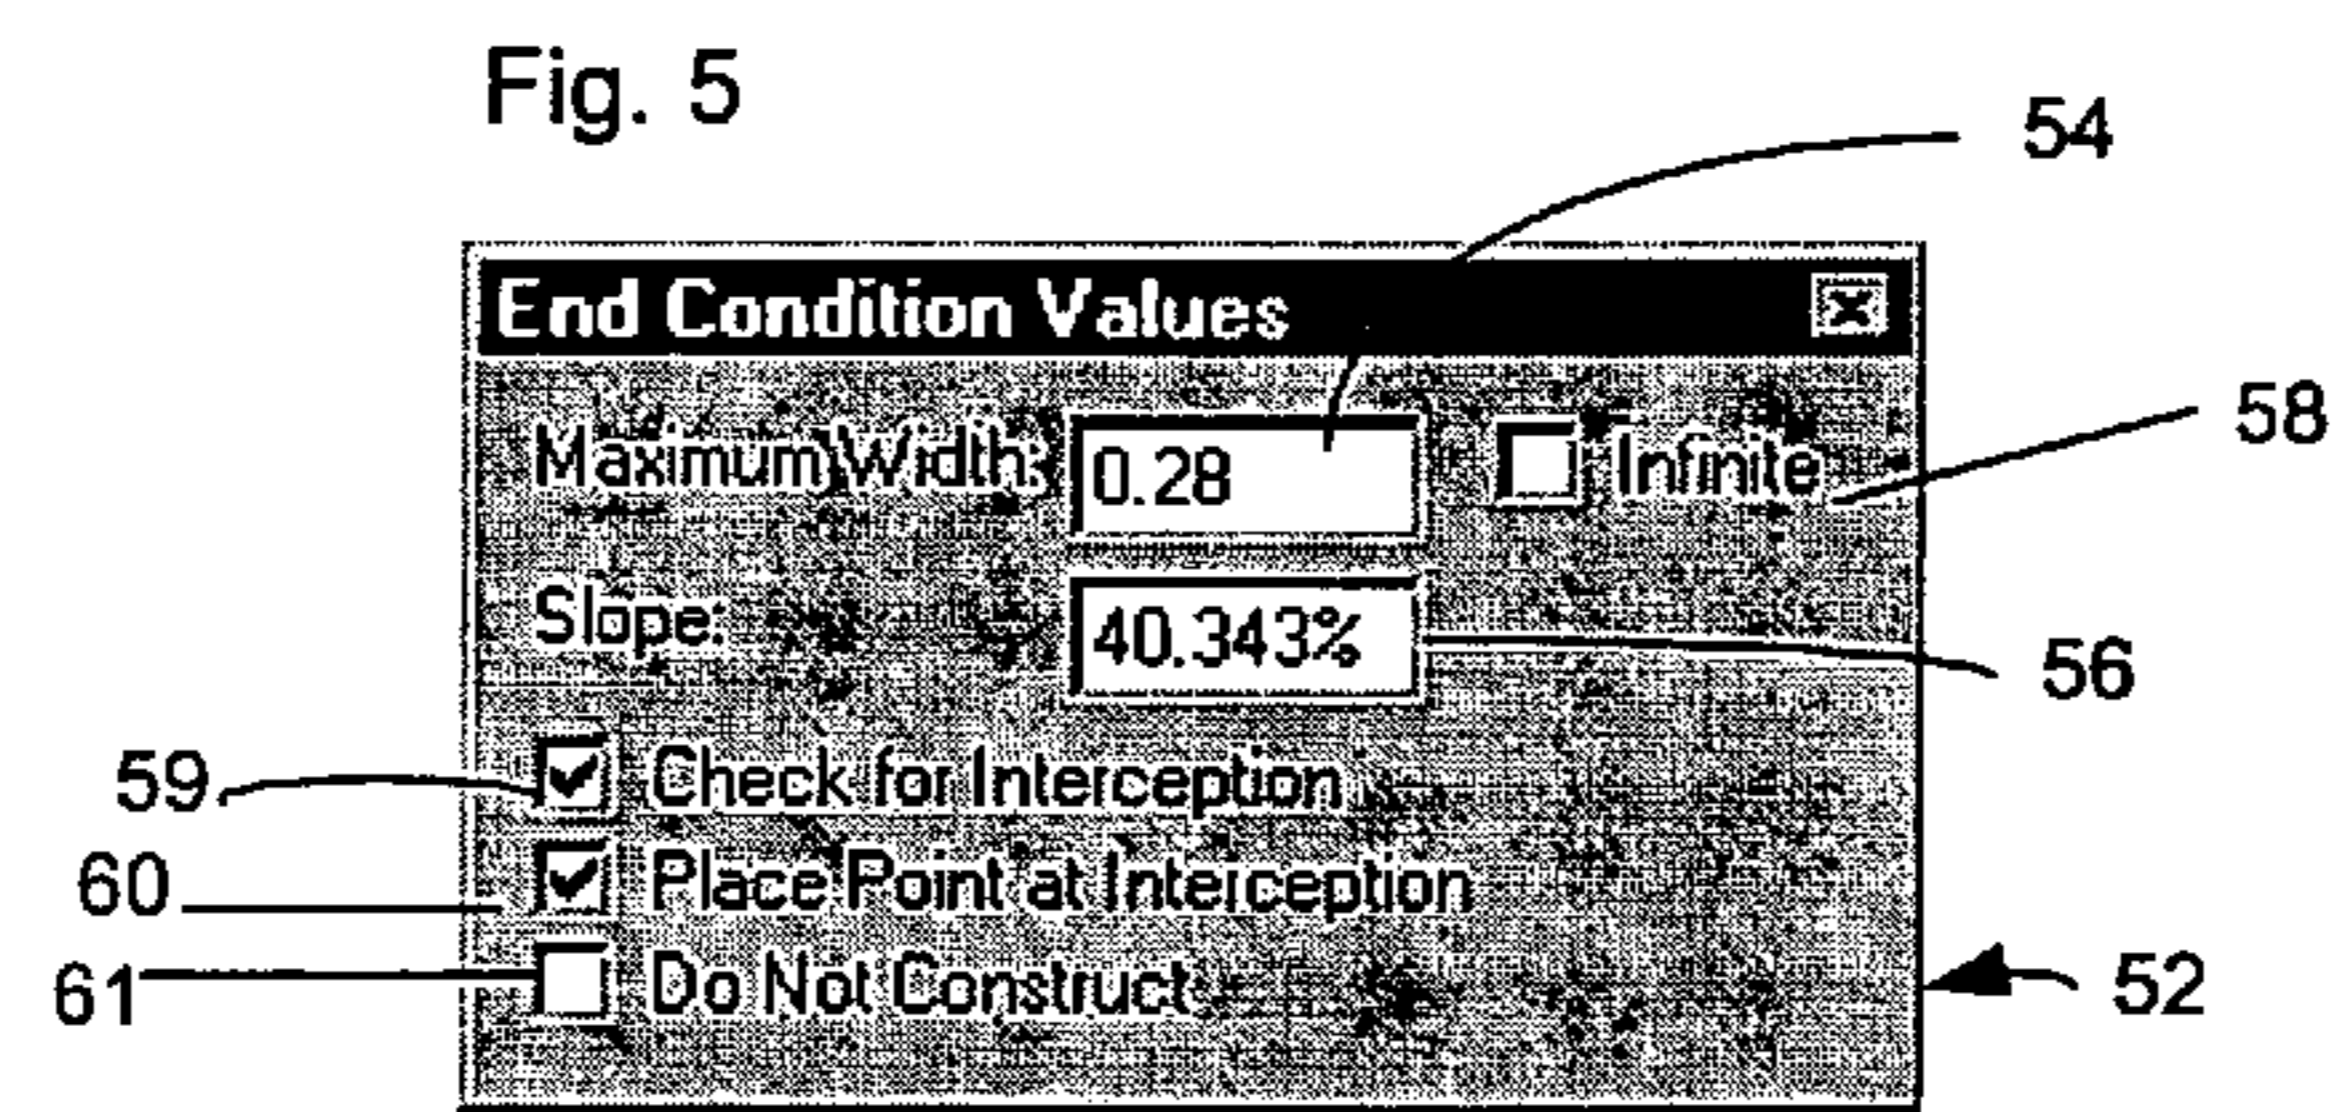 Fig. 5
54
End Condition Values
58
Maximum Width: 0.28 Infinite
Slope: 40.343%
56
59 Check for Interception
60 Place Point at Interception
61 Do Not Construct
52